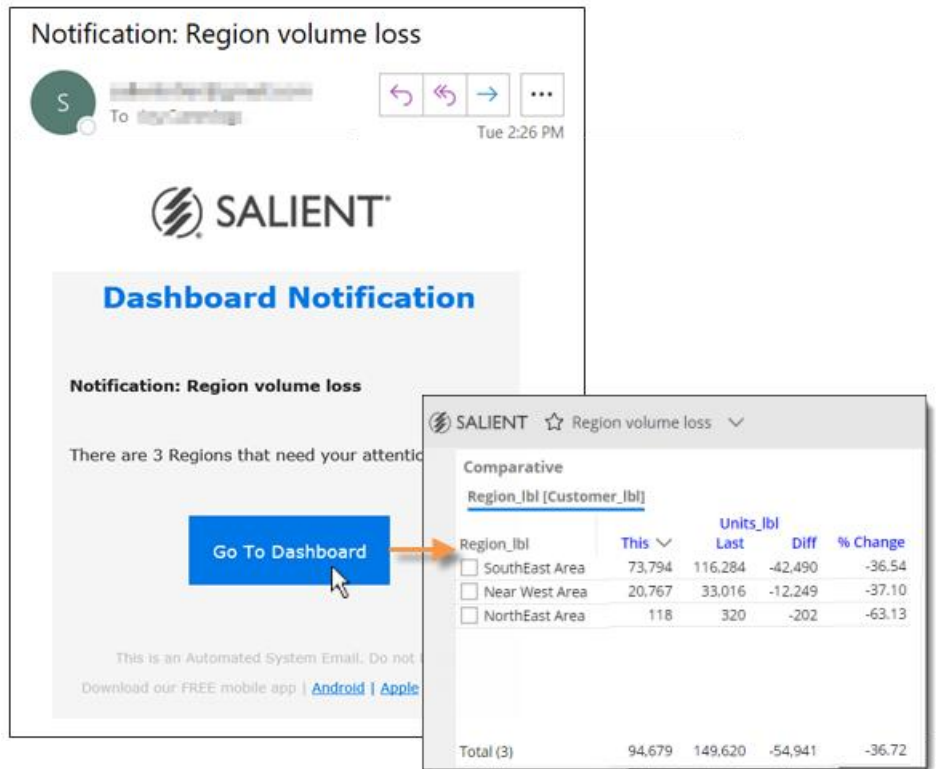 Notification: Region volume loss
S
To
Tue 2:26 PM
SALIENT
Dashboard Notification
Notification: Region volume loss
There are 3 Regions that need your
Go To Dashboard
This is an Automated System Email. Do not
Download our FREE mobile app | Android | Apple
SALIENT Region volume loss
Comparative
Region_lbl [Customer_lbl]
Units_lbl
Region_lbl This Last Diff % Change
SouthEast Area 73,794 116,284 -42,490 -36.54
Near West Area 20,767 33,016 -12,249 -37.10
NorthEast Area 118 320 -202 -63.13
Total (3) 94,679 149,620 -54,941 -36.72